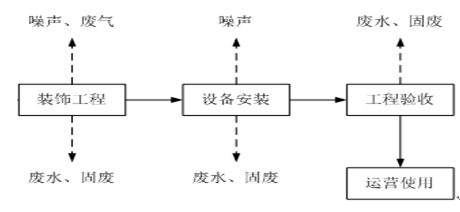 噪声、废气
噪声
废水、固废
装饰工程
设备安装
工程验收
废水、固废
废水、固废
运营使用